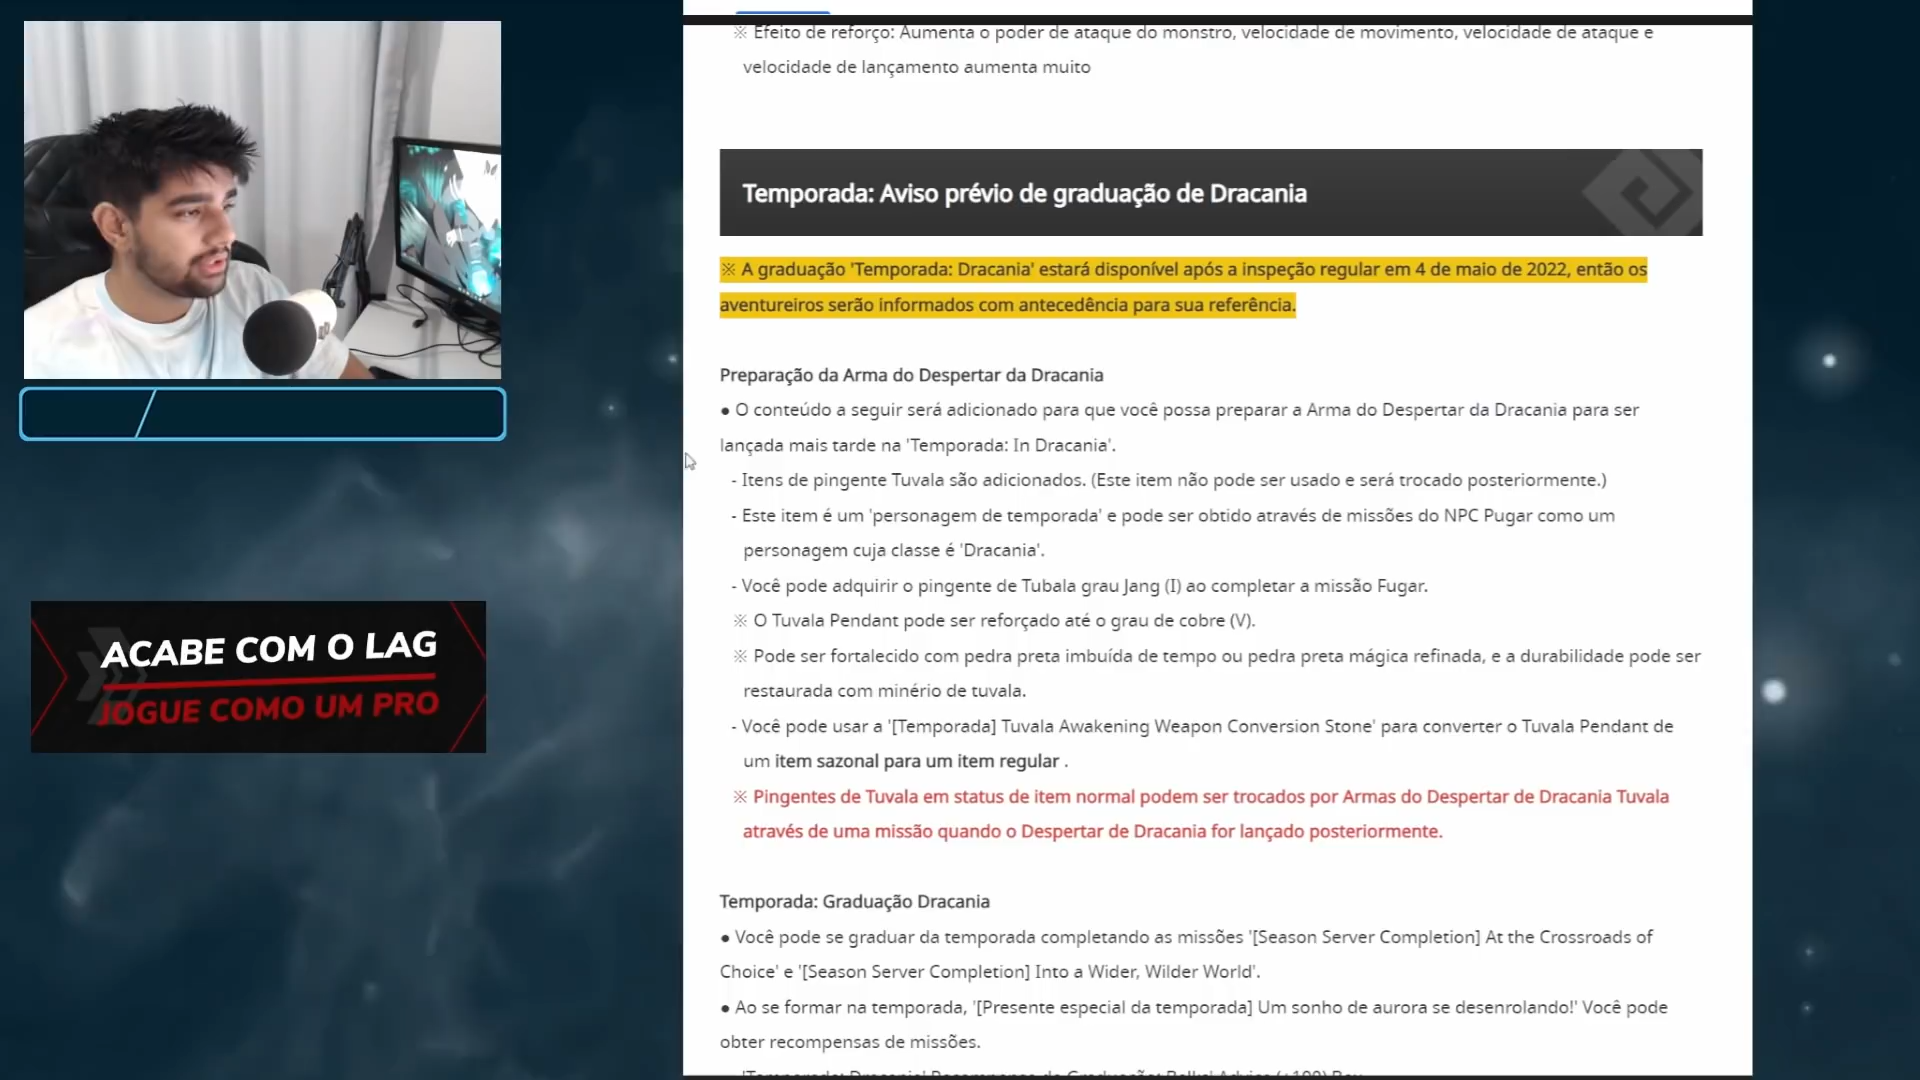 ※ Efeito de reforço: Aumenta o poder de ataque do monstro, velocidade de movimento, velocidade de ataque e
velocidade de lançamento aumenta muito
Temporada: Aviso prévio de graduação de Dracania
※ A graduação 'Temporada: Dracania' estará disponível após a inspeção regular em 4 de maio de 2022, então os
aventureiros serão informados com antecedência para sua referência.
Preparação da Arma do Despertar da Dracania
● O conteúdo a seguir será adicionado para que você possa preparar a Arma do Despertar da Dracania para ser
lançada mais tarde na 'Temporada: In Dracania'.
- Itens de pingente Tuvala são adicionados. (Este item não pode ser usado e será trocado posteriormente.)
- Este item é um 'personagem de temporada' e pode ser obtido através de missões do NPC Pugar como um
personagem cuja classe é 'Dracania'.
- Você pode adquirir o pingente de Tubala grau Jang (I) ao completar a missão Fugar.
※ O Tuvala Pendant pode ser reforçado até o grau de cobre (V).
※ Pode ser fortalecido com pedra preta imbuída de tempo ou pedra preta mágica refinada, e a durabilidade pode ser
restaurada com minério de tuvala.
- Você pode usar a '[Temporada] Tuvala Awakening Weapon Conversion Stone' para converter o Tuvala Pendant de
um item sazonal para um item regular .
※ Pingentes de Tuvala em status de item normal podem ser trocados por Armas do Despertar de Dracania Tuvala
através de uma missão quando o Despertar de Dracania for lançado posteriormente.
Temporada: Graduação Dracania
● Você pode se graduar da temporada completando as missões '[Season Server Completion] At the Crossroads of
Choice' e '[Season Server Completion] Into a Wider, Wilder World'.
● Ao se formar na temporada, '[Presente especial da temporada] Um sonho de aurora se desenrolando!' Você pode
obter recompensas de missões.
ACABE COM O LAG
JOGUE COMO UM PRO